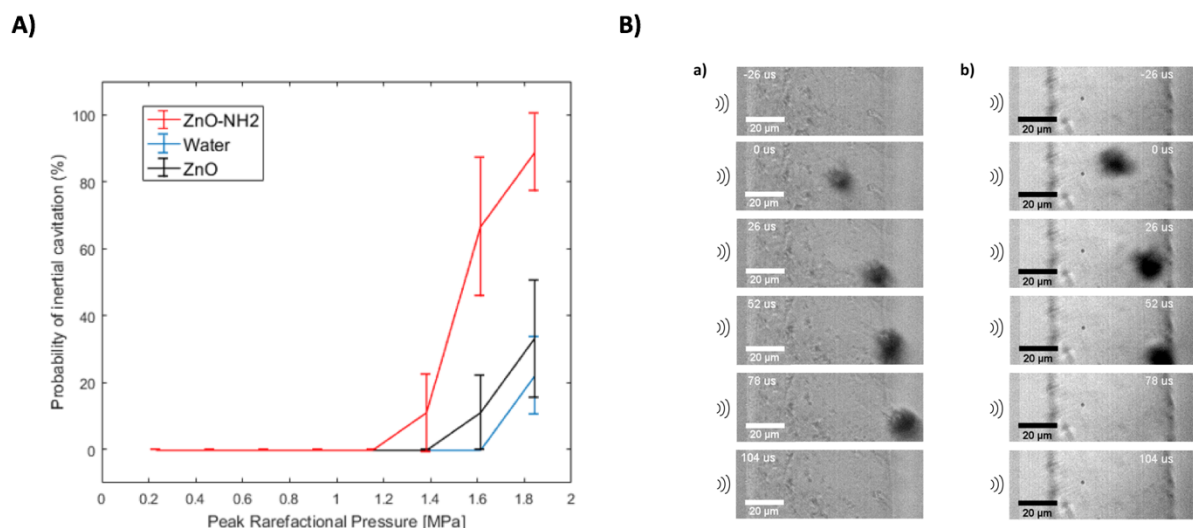 A)
B)
ZnO-NH2
Water
ZnO
100
80
60
40
20
0
Probability of inertial cavitation (%)
0 0.2 0.4 0.6 0.8 1 1.2 1.4 1.6 1.8 2
Peak Rarefactional Pressure [MPa]
a)
-26 us
20 µm
0 us
20 µm
26 us
20 µm
52 us
20 µm
78 us
20 µm
104 us
20 µm
b)
-26 us
20 µm
0 us
20 µm
26 us
20 µm
52 us
20 µm
78 us
20 µm
104 us
20 µm